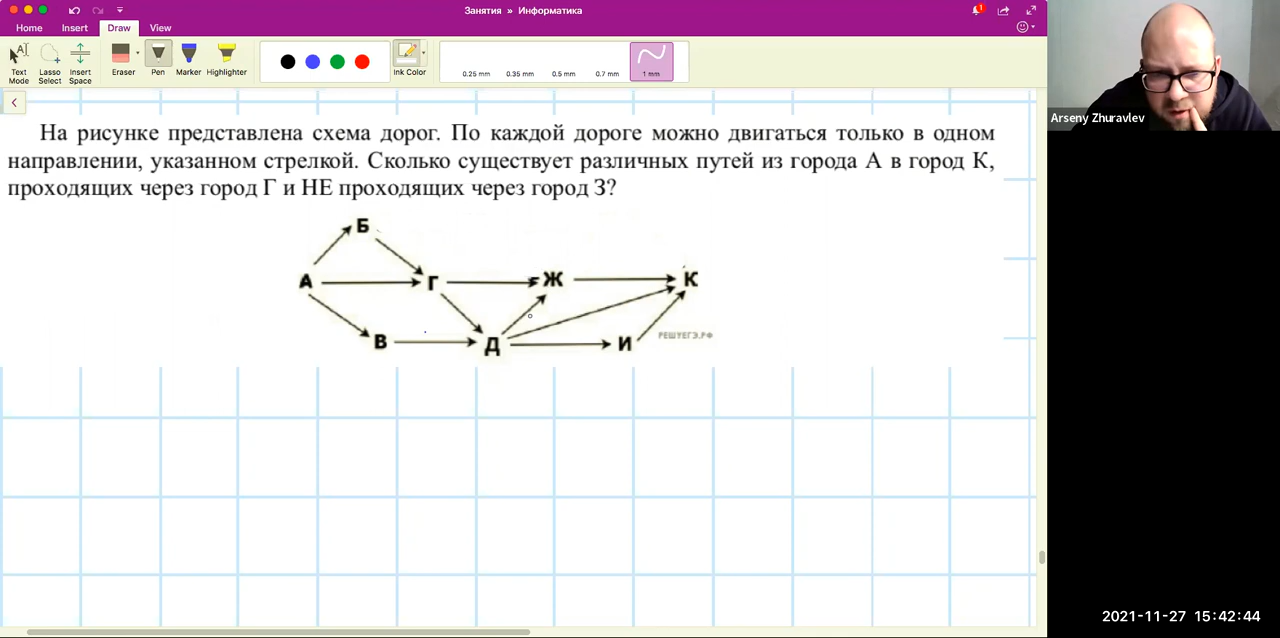 Занятия » Информатика
Home Insert Draw View
Text Mode
Lasso Select
Insert Space
Eraser
Pen
Marker
Highlighter
Ink Color
0.25 mm
0.35 mm
0.5 mm
0.7 mm
1 mm
1
На рисунке представлена схема дорог. По каждой дороге можно двигаться только в одном
направлении, указанном стрелкой. Сколько существует различных путей из города А в город К,
проходящих через город Г и НЕ проходящих через город З?
Б
А Г Ж К
В Д И
РЕШУЕГЭ.РФ
Arseny Zhuravlev
2021-11-27 15:42:44